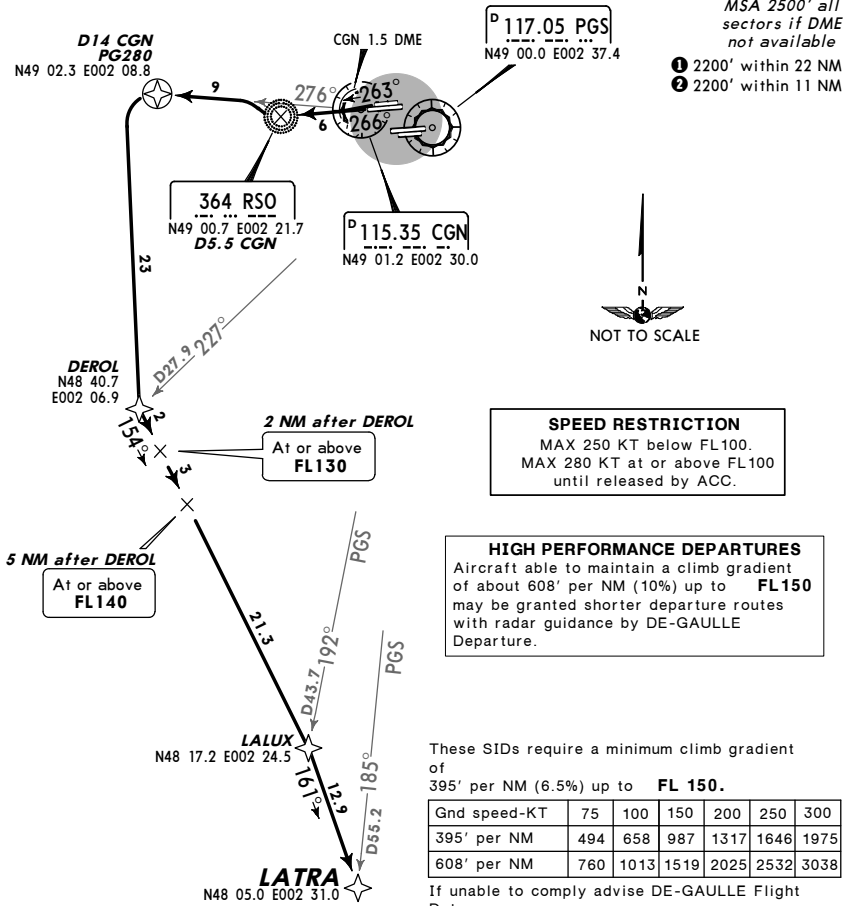 MSA 2500' all
sectors if DME
not available
❶ 2200' within 22 NM
❷ 2200' within 11 NM
D 117.05 PGS
N49 00.0 E002 37.4
CGN 1.5 DME
D14 CGN
PG280
N49 02.3 E002 08.8
9
276°
263°
6
266°
364 RSO
N49 00.7 E002 21.7
D5.5 CGN
D 115.35 CGN
N49 01.2 E002 30.0
23
N
NOT TO SCALE
D27.9 227°
DEROL
N48 40.7
E002 06.9
2
154°
2 NM after DEROL
At or above
FL130
3
SPEED RESTRICTION
MAX 250 KT below FL100.
MAX 280 KT at or above FL100
until released by ACC.
5 NM after DEROL
At or above
FL140
HIGH PERFORMANCE DEPARTURES
Aircraft able to maintain a climb gradient
of about 608' per NM (10%) up to FL150
may be granted shorter departure routes
with radar guidance by DE-GAULLE
Departure.
21.3
D43.7 192° PGS
D55.2 185° PGS
LALUX
N48 17.2 E002 24.5
161°
12.9
LATRA
N48 05.0 E002 31.0
These SIDs require a minimum climb gradient
of
395' per NM (6.5%) up to FL 150.
Gnd speed-KT 75 100 150 200 250 300
395' per NM 494 658 987 1317 1646 1975
608' per NM 760 1013 1519 2025 2532 3038
If unable to comply advise DE-GAULLE Flight